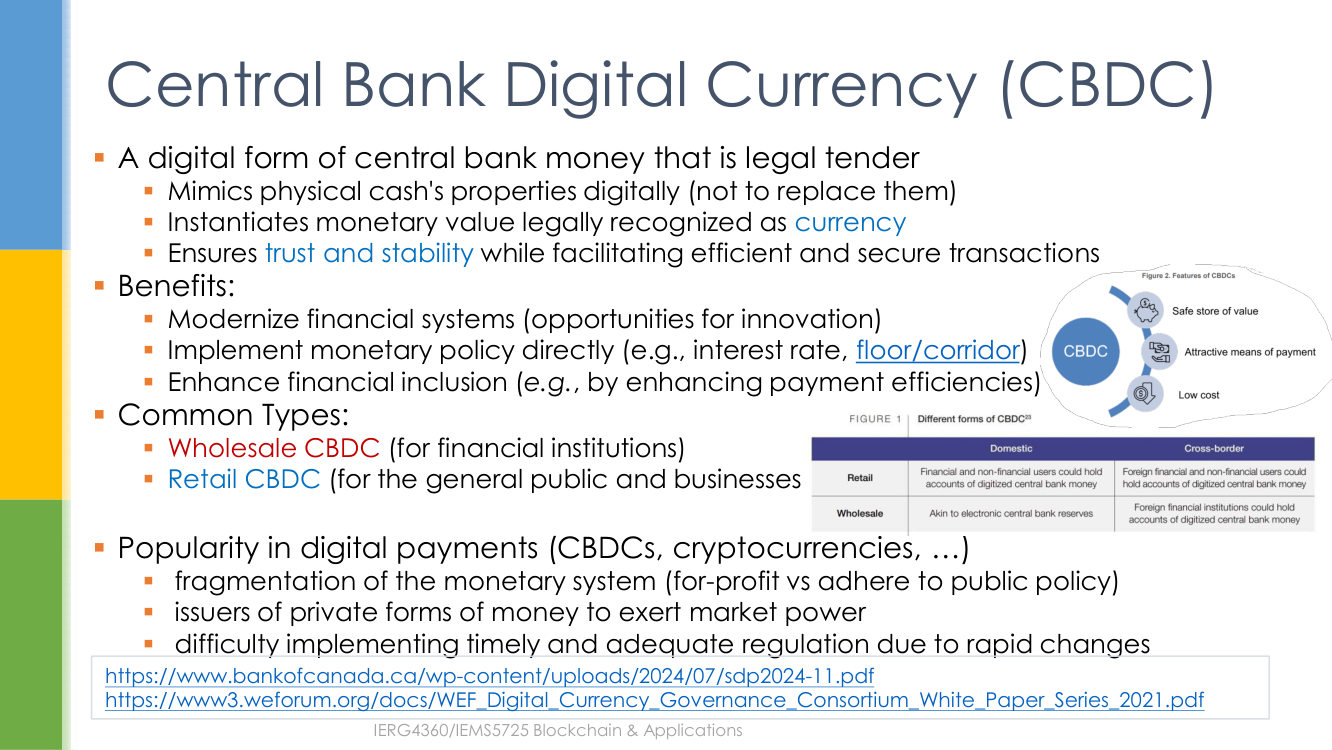 Central Bank Digital Currency (CBDC)
A digital form of central bank money that is legal tender
Mimics physical cash's properties digitally (not to replace them)
Instantiates monetary value legally recognized as currency
Ensures trust and stability while facilitating efficient and secure transactions
Benefits:
Modernize financial systems (opportunities for innovation)
Implement monetary policy directly (e.g., interest rate, floor/corridor)
Enhance financial inclusion (e.g., by enhancing payment efficiencies)
Figure 2. Features of CBDCs
CBDC
Safe store of value
Attractive means of payment
Low cost
Common Types:
Wholesale CBDC (for financial institutions)
Retail CBDC (for the general public and businesses
FIGURE 1 Different forms of CBDC²³
Domestic Cross-border
Retail
Financial and non-financial users could hold
accounts of digitized central bank money
Foreign financial and non-financial users could
hold accounts of digitized central bank money
Wholesale
Akin to electronic central bank reserves
Foreign financial institutions could hold
accounts of digitized central bank money
Popularity in digital payments (CBDCs, cryptocurrencies, …)
fragmentation of the monetary system (for-profit vs adhere to public policy)
issuers of private forms of money to exert market power
difficulty implementing timely and adequate regulation due to rapid changes
https://www.bankofcanada.ca/wp-content/uploads/2024/07/sdp2024-11.pdf
https://www3.weforum.org/docs/WEF_Digital_Currency_Governance_Consortium_White_Paper_Series_2021.pdf
IERG4360/IEMS5725 Blockchain & Applications